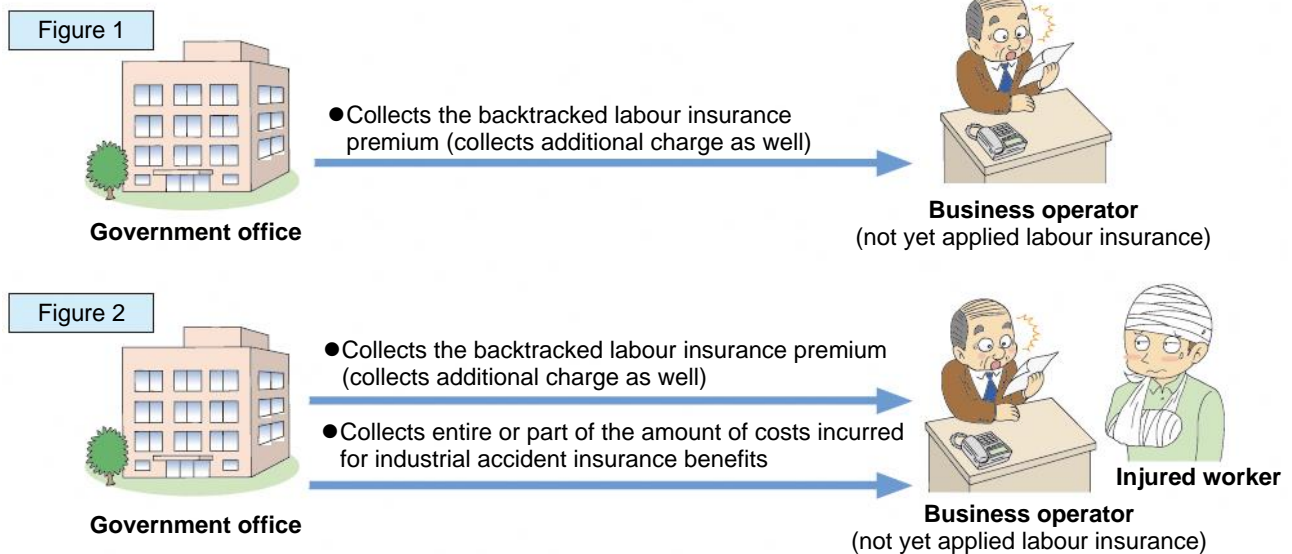 Figure 1
●Collects the backtracked labour insurance
premium (collects additional charge as well)
Government office
Business operator
(not yet applied labour insurance)
Figure 2
●Collects the backtracked labour insurance premium
(collects additional charge as well)
●Collects entire or part of the amount of costs incurred
for industrial accident insurance benefits
Injured worker
Government office
Business operator
(not yet applied labour insurance)